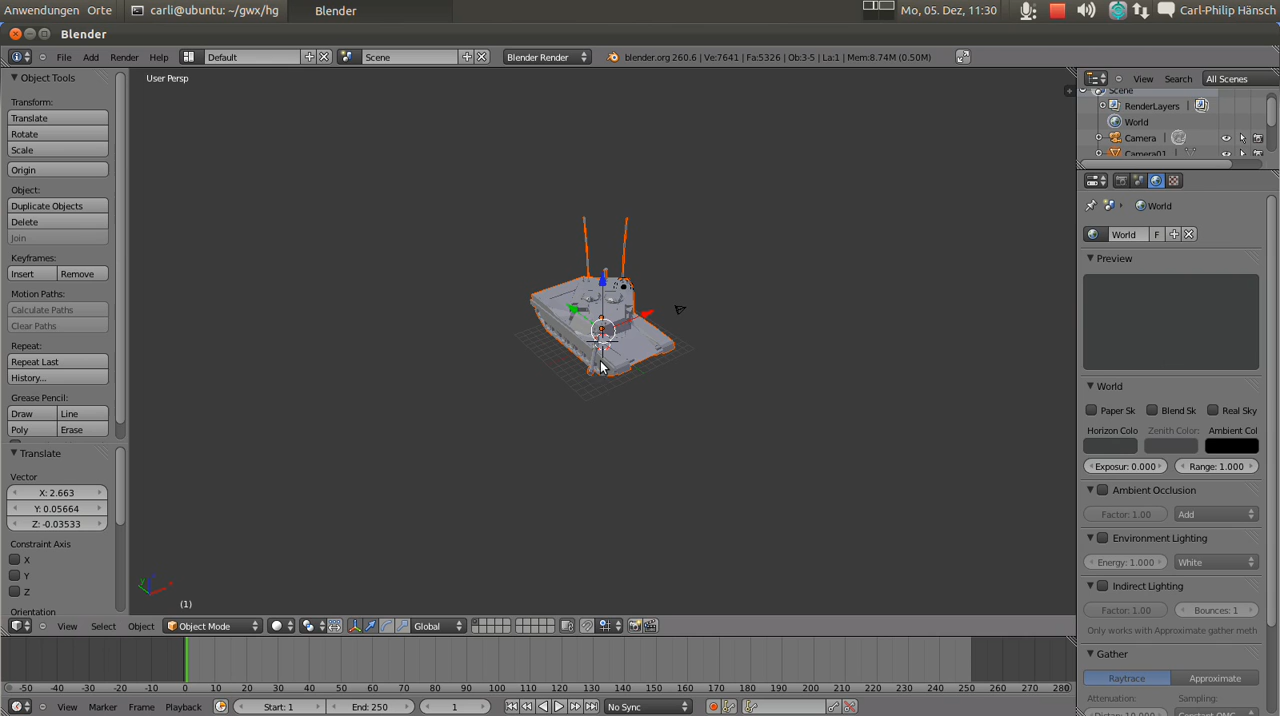 Anwendungen Orte carli@ubuntu: ~/gwx/hg Blender Mo, 05. Dez, 11:30 Carl-Philip Hänsch
Blender
File Add Render Help Default Scene Blender Render blender.org 260.6 | Ve:7641 | Fa:5326 | Ob:3-5 | La:1 | Mem:8.74M (0.50M)
Object Tools
User Persp
View Search All Scenes
Scene
Transform:
Translate
Rotate
Scale
Origin
Object:
Duplicate Objects
Delete
Join
Keyframes:
Insert Remove
Motion Paths:
Calculate Paths
Clear Paths
Repeat:
Repeat Last
History...
Grease Pencil:
Draw Line
Poly Erase
Translate
Vector
X: 2.663
Y: 0.05664
Z: -0.03533
Constraint Axis
X
Y
Z
Orientation
RenderLayers
World
Camera
Camera01
World
World F
Preview
World
Paper Sk Blend Sk Real Sky
Horizon Colo Zenith Color: Ambient Col
Exposur: 0.000 Range: 1.000
Ambient Occlusion
Factor: 1.00 Add
Environment Lighting
Energy: 1.000 White
Indirect Lighting
Factor: 1.00 Bounces: 1
Only works with Approximate gather meth
Gather
Raytrace Approximate
Attenuation: Sampling:
y x
(1)
View Select Object Object Mode Global
-50 -40 -30 -20 -10 0 10 20 30 40 50 60 70 80 90 100 110 120 130 140 150 160 170 180 190 200 210 220 230 240 250 260 270 280
View Marker Frame Playback Start: 1 End: 250 1 No Sync